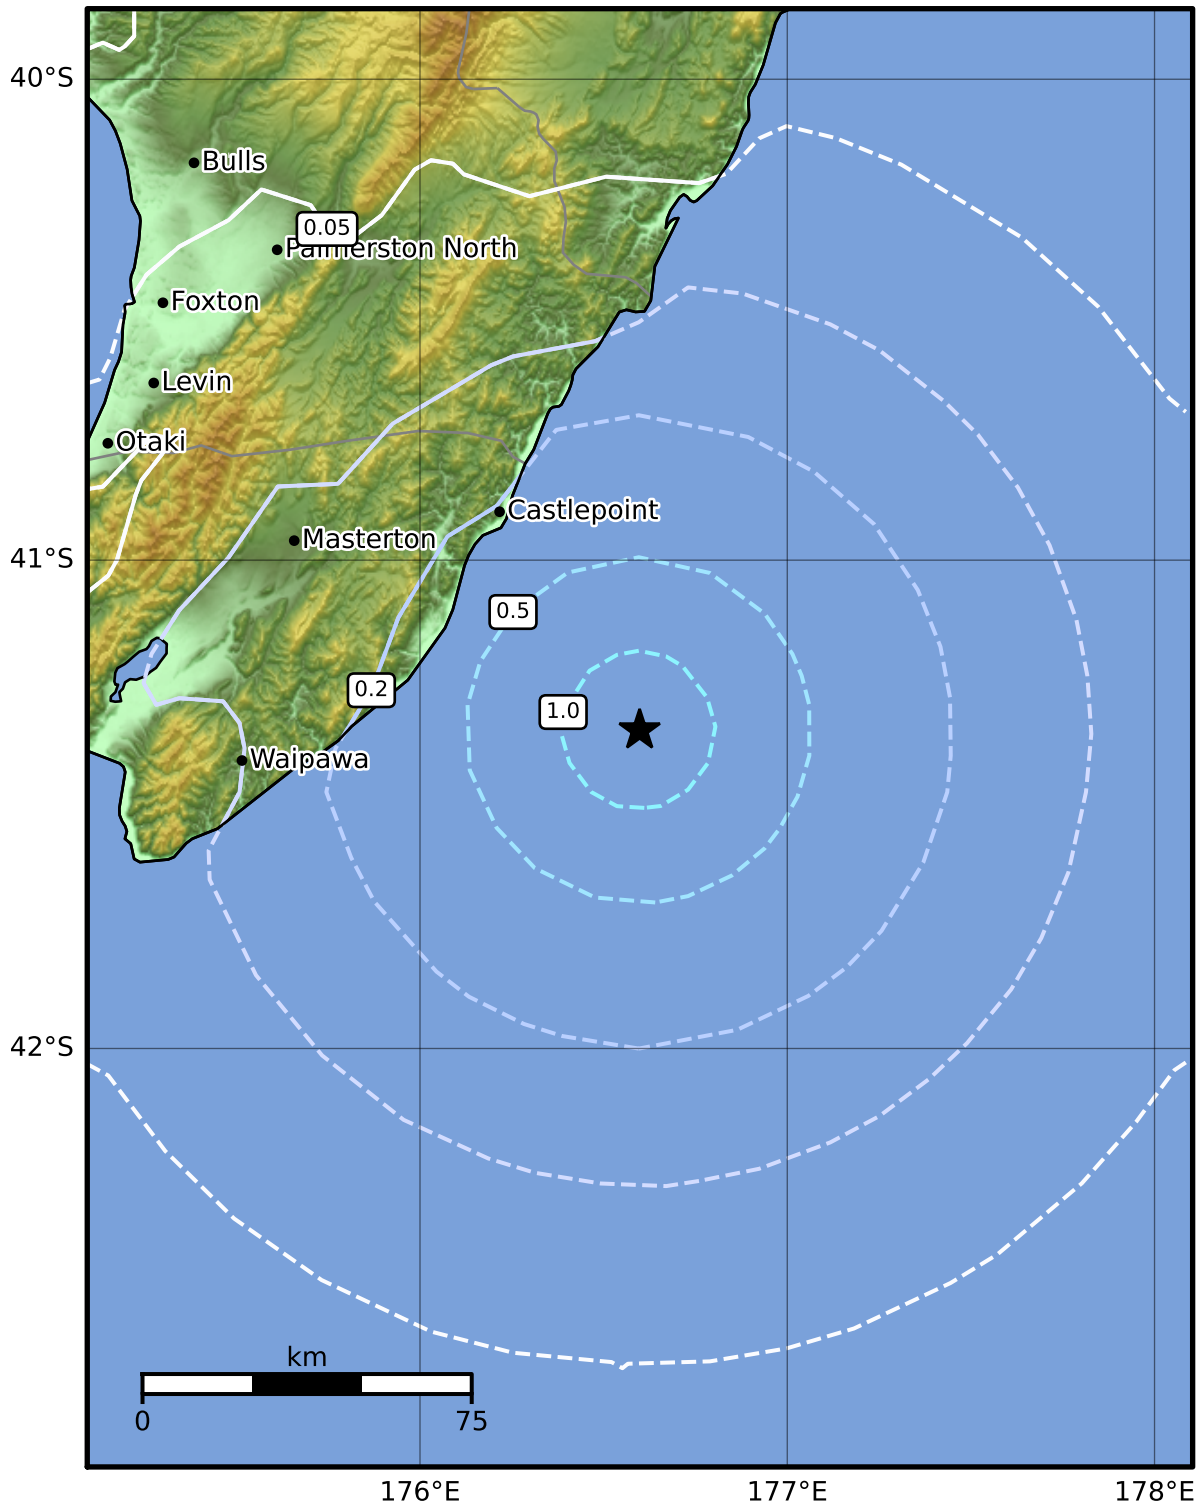 40°S
Bulls
0.05
Palmerston North
Foxton
Levin
Otaki
Castlepoint
41°S
Masterton
0.5
0.2
1.0
Waipawa
42°S
km
0
75
176°E
177°E
178°E